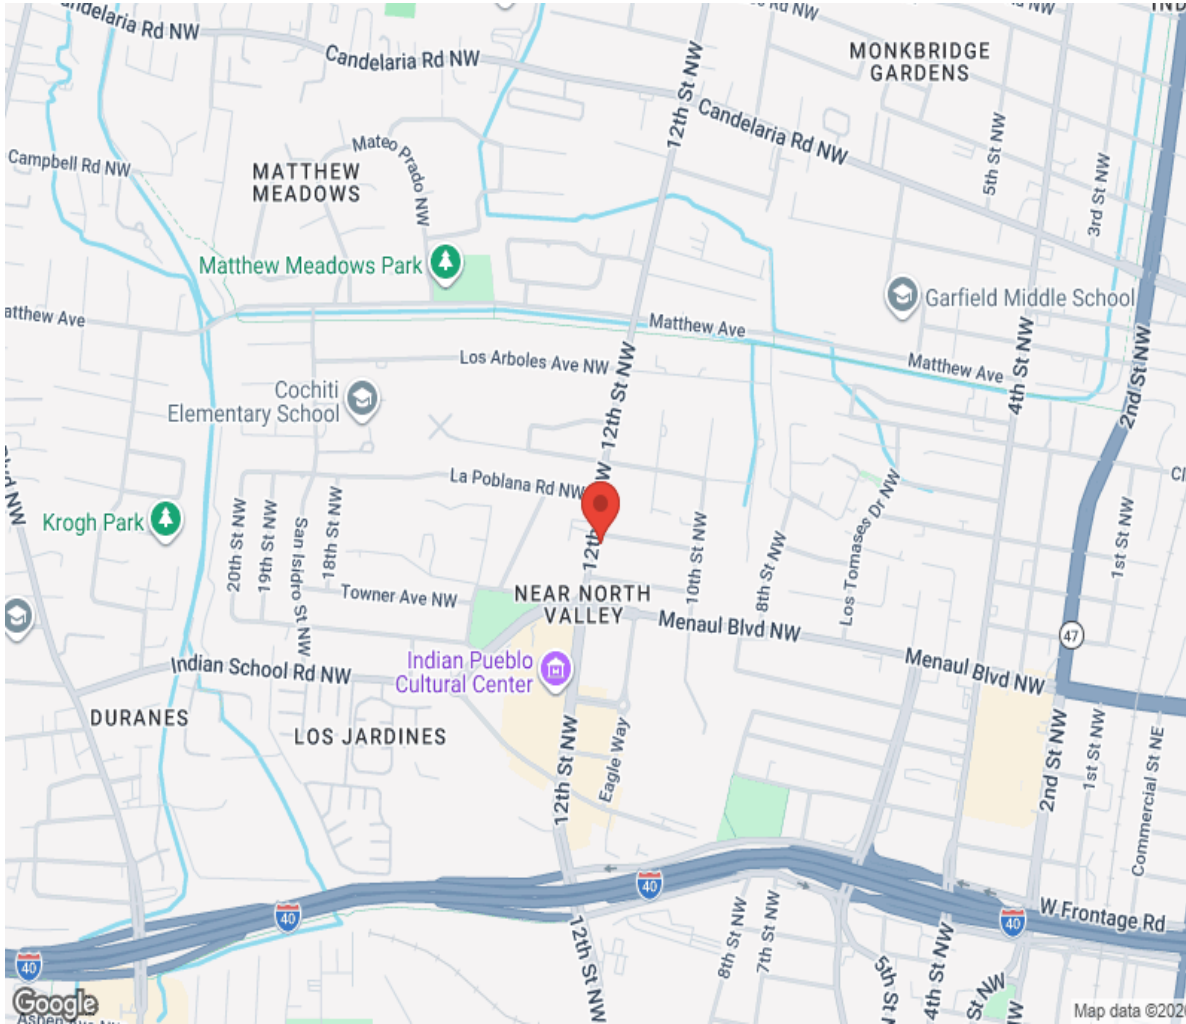 andelaria Rd NW
Candelaria Rd NW
12th St NW
MONKBRIDGE
GARDENS
Candelaria Rd NW
5th St NW
3rd St NW
Campbell Rd NW
MATTHEW
MEADOWS
Mateo Prado NW
Matthew Meadows Park
Garfield Middle School
atthew Ave
Matthew Ave
Matthew Ave
Los Arboles Ave NW
12th St NW
4th St NW
2nd St NW
Cochiti
Elementary School
La Poblana Rd NW
Krogh Park
20th St NW
19th St NW
San Isidro St NW
18th St NW
12th
10th St NW
8th St NW
Los Tomases Dr NW
1st St NW
Towner Ave NW
NEAR NORTH
VALLEY
Menaul Blvd NW
47
Menaul Blvd NW
Indian School Rd NW
Indian Pueblo
Cultural Center
DURANES
LOS JARDINES
12th St NW
Eagle Way
2nd St NW
1st St NW
Commercial St NE
40
40
40
40
W Frontage Rd
12th St NW
8th St NW
7th St NW
5th St N
4th St NW
St NW
NW
Google
Map data ©2026